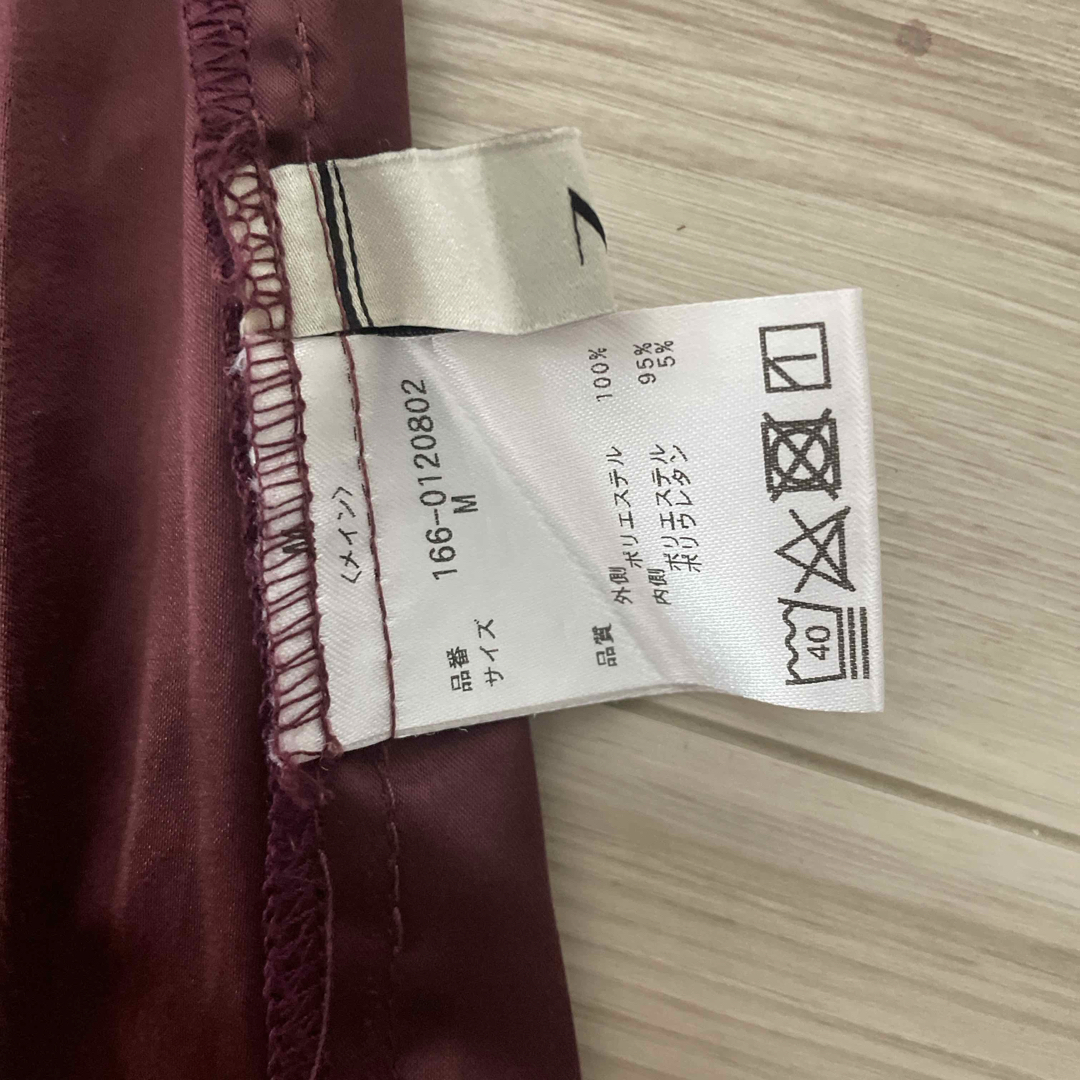 〈メイン〉
品番 166-0120802
サイズ M
品質 外側 ポリエステル 100%
内側 ポリエステル 95%
ポリウレタン 5%
40